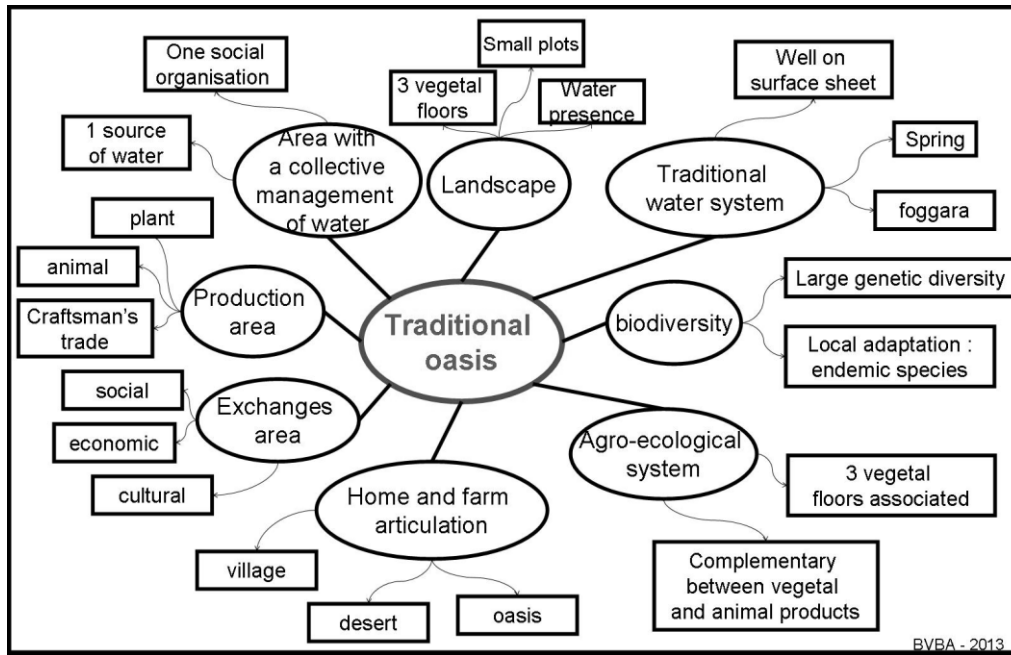 One social
organisation
Small plots
3 vegetal
floors
Water
presence
Well on
surface sheet
1 source
of water
Area with
a collective
management
of water
Landscape
Traditional
water system
Spring
foggara
plant
animal
Craftsman's
trade
Production
area
Traditional
oasis
biodiversity
Large genetic diversity
Local adaptation :
endemic species
social
economic
cultural
Exchanges
area
Home and farm
articulation
village
desert
oasis
Agro-ecological
system
3 vegetal
floors associated
Complementary
between vegetal
and animal products
BVBA - 2013